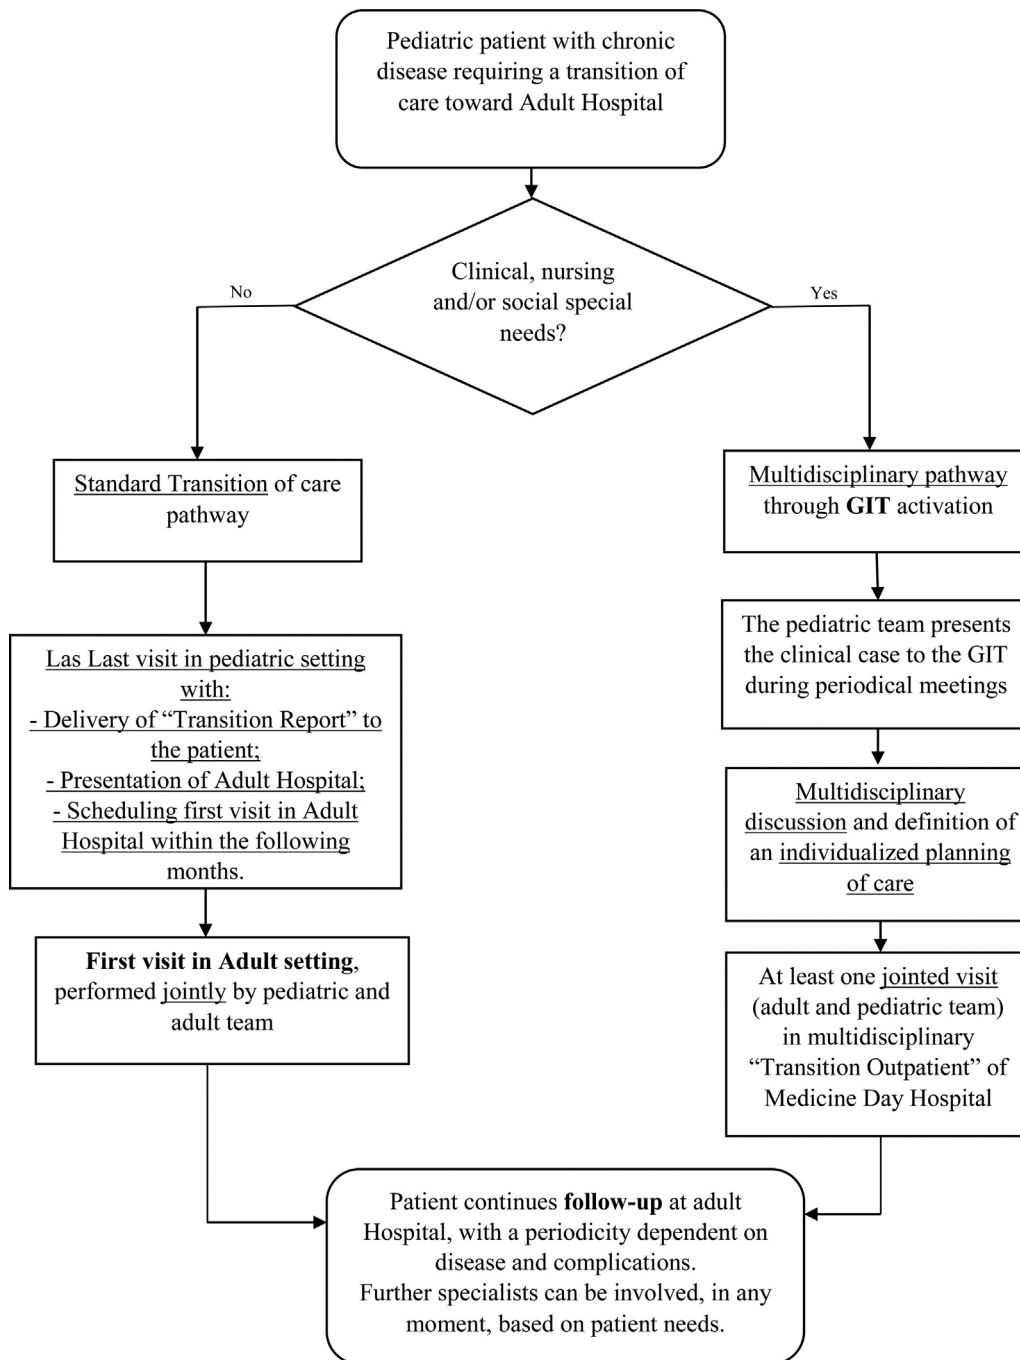 Pediatric patient with chronic
disease requiring a transition of
care toward Adult Hospital
Clinical, nursing
and/or social special
needs?
No
Yes
Standard Transition of care
pathway
Las Last visit in pediatric setting
with:
- Delivery of “Transition Report” to
the patient;
- Presentation of Adult Hospital;
- Scheduling first visit in Adult
Hospital within the following
months.
First visit in Adult setting,
performed jointly by pediatric and
adult team
Multidisciplinary pathway
through GIT activation
The pediatric team presents
the clinical case to the GIT
during periodical meetings
Multidisciplinary
discussion and definition of
an individualized planning
of care
At least one jointed visit
(adult and pediatric team)
in multidisciplinary
“Transition Outpatient” of
Medicine Day Hospital
Patient continues follow-up at adult
Hospital, with a periodicity dependent on
disease and complications.
Further specialists can be involved, in any
moment, based on patient needs.